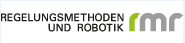 REGELUNGSMETHODEN rmr
UND ROBOTIK